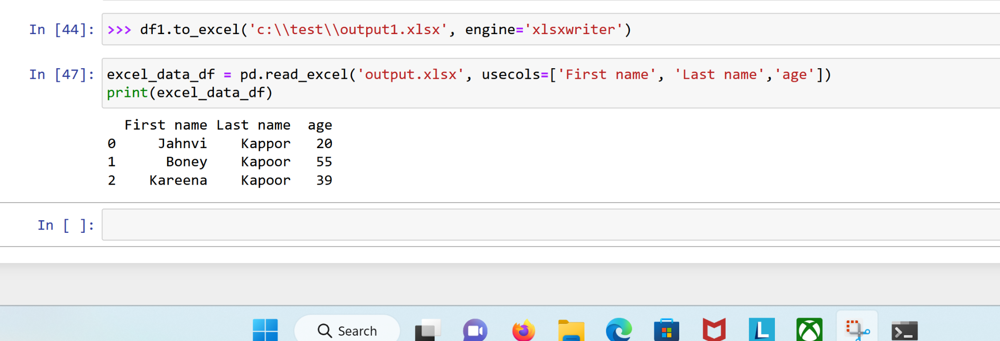 In [44]: >>> df1.to_excel('c:\\test\\output1.xlsx', engine='xlsxwriter')
In [47]: excel_data_df = pd.read_excel('output.xlsx', usecols=['First name', 'Last name','age'])
print(excel_data_df)
First name Last name age
0 Jahnvi Kappor 20
1 Boney Kapoor 55
2 Kareena Kapoor 39
In [ ]:
Search
L